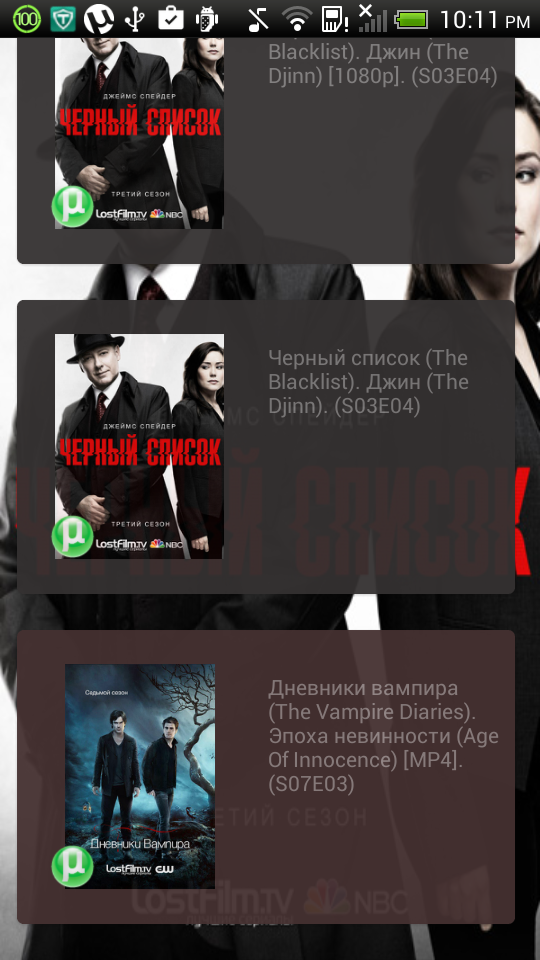 100
10:11 PM
Blacklist). Джин (The
Djinn) [1080p]. (S03E04)
ДЖЕЙМС СПЕЙДЕР
ЧЕРНЫЙ СПИСОК
ТРЕТИЙ СЕЗОН
LostFilm.TV NBC
Черный список (The
Blacklist). Джин (The
Djinn). (S03E04)
ДЖЕЙМС СПЕЙДЕР
ЧЕРНЫЙ СПИСОК
ТРЕТИЙ СЕЗОН
LostFilm.TV NBC
Дневники вампира
(The Vampire Diaries).
Эпоха невинности (Age
Of Innocence) [MP4].
(S07E03)
Седьмой сезон
Дневники Вампира
LostFilm.TV CW
ДЖЕЙМС СПЕЙДЕР
ЧЕРНЫЙ СПИСОК
ТРЕТИЙ СЕЗОН
LostFilm.TV NBC